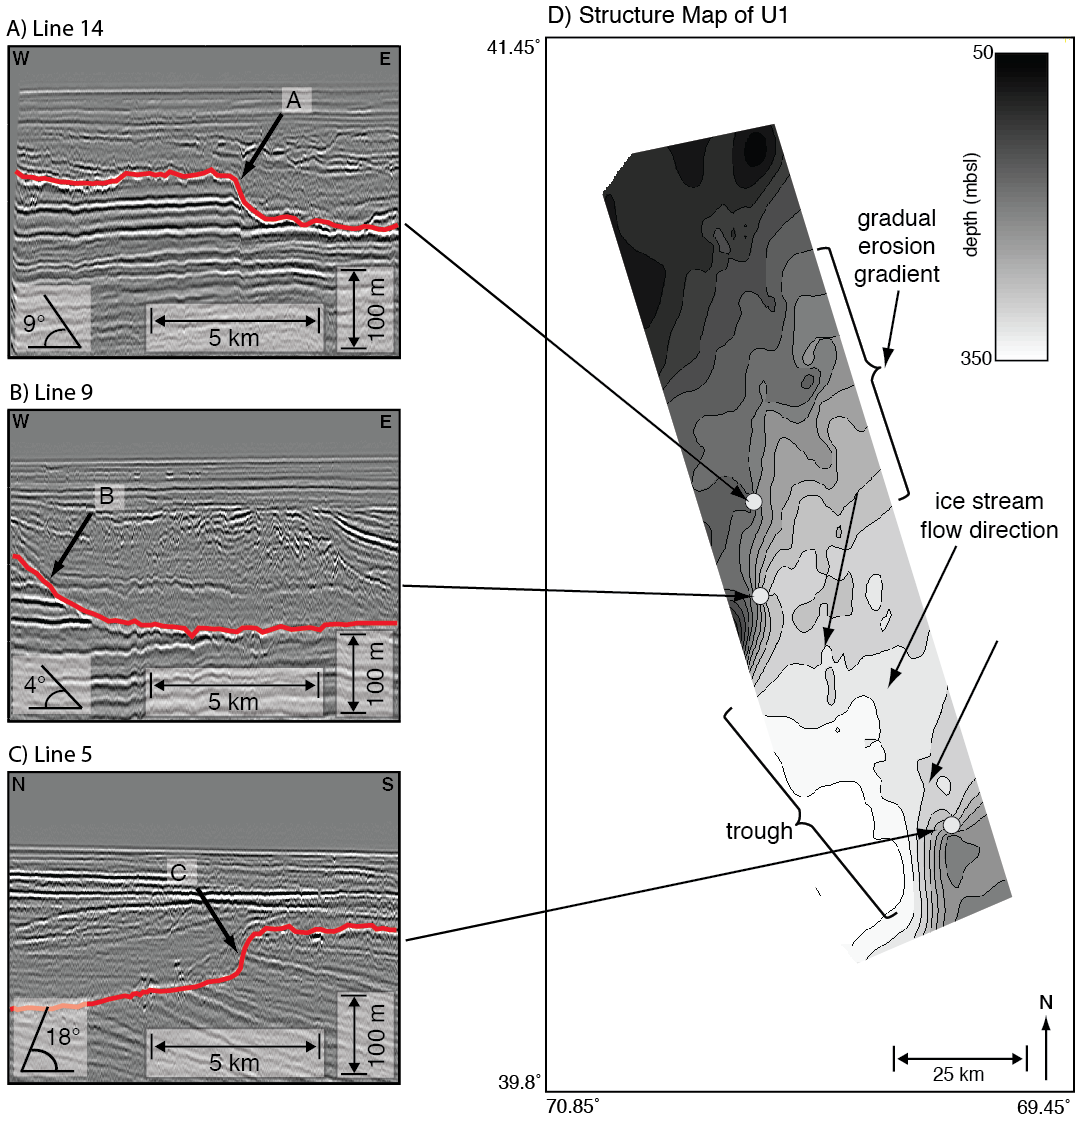 A) Line 14
W
E
A
9°
5 km
100 m
B) Line 9
W
E
B
4°
5 km
100 m
C) Line 5
N
S
C
18°
5 km
100 m
D) Structure Map of U1
41.45°
50
depth (mbsl)
350
gradual
erosion
gradient
ice stream
flow direction
trough
N
25 km
39.8°
70.85°
69.45°